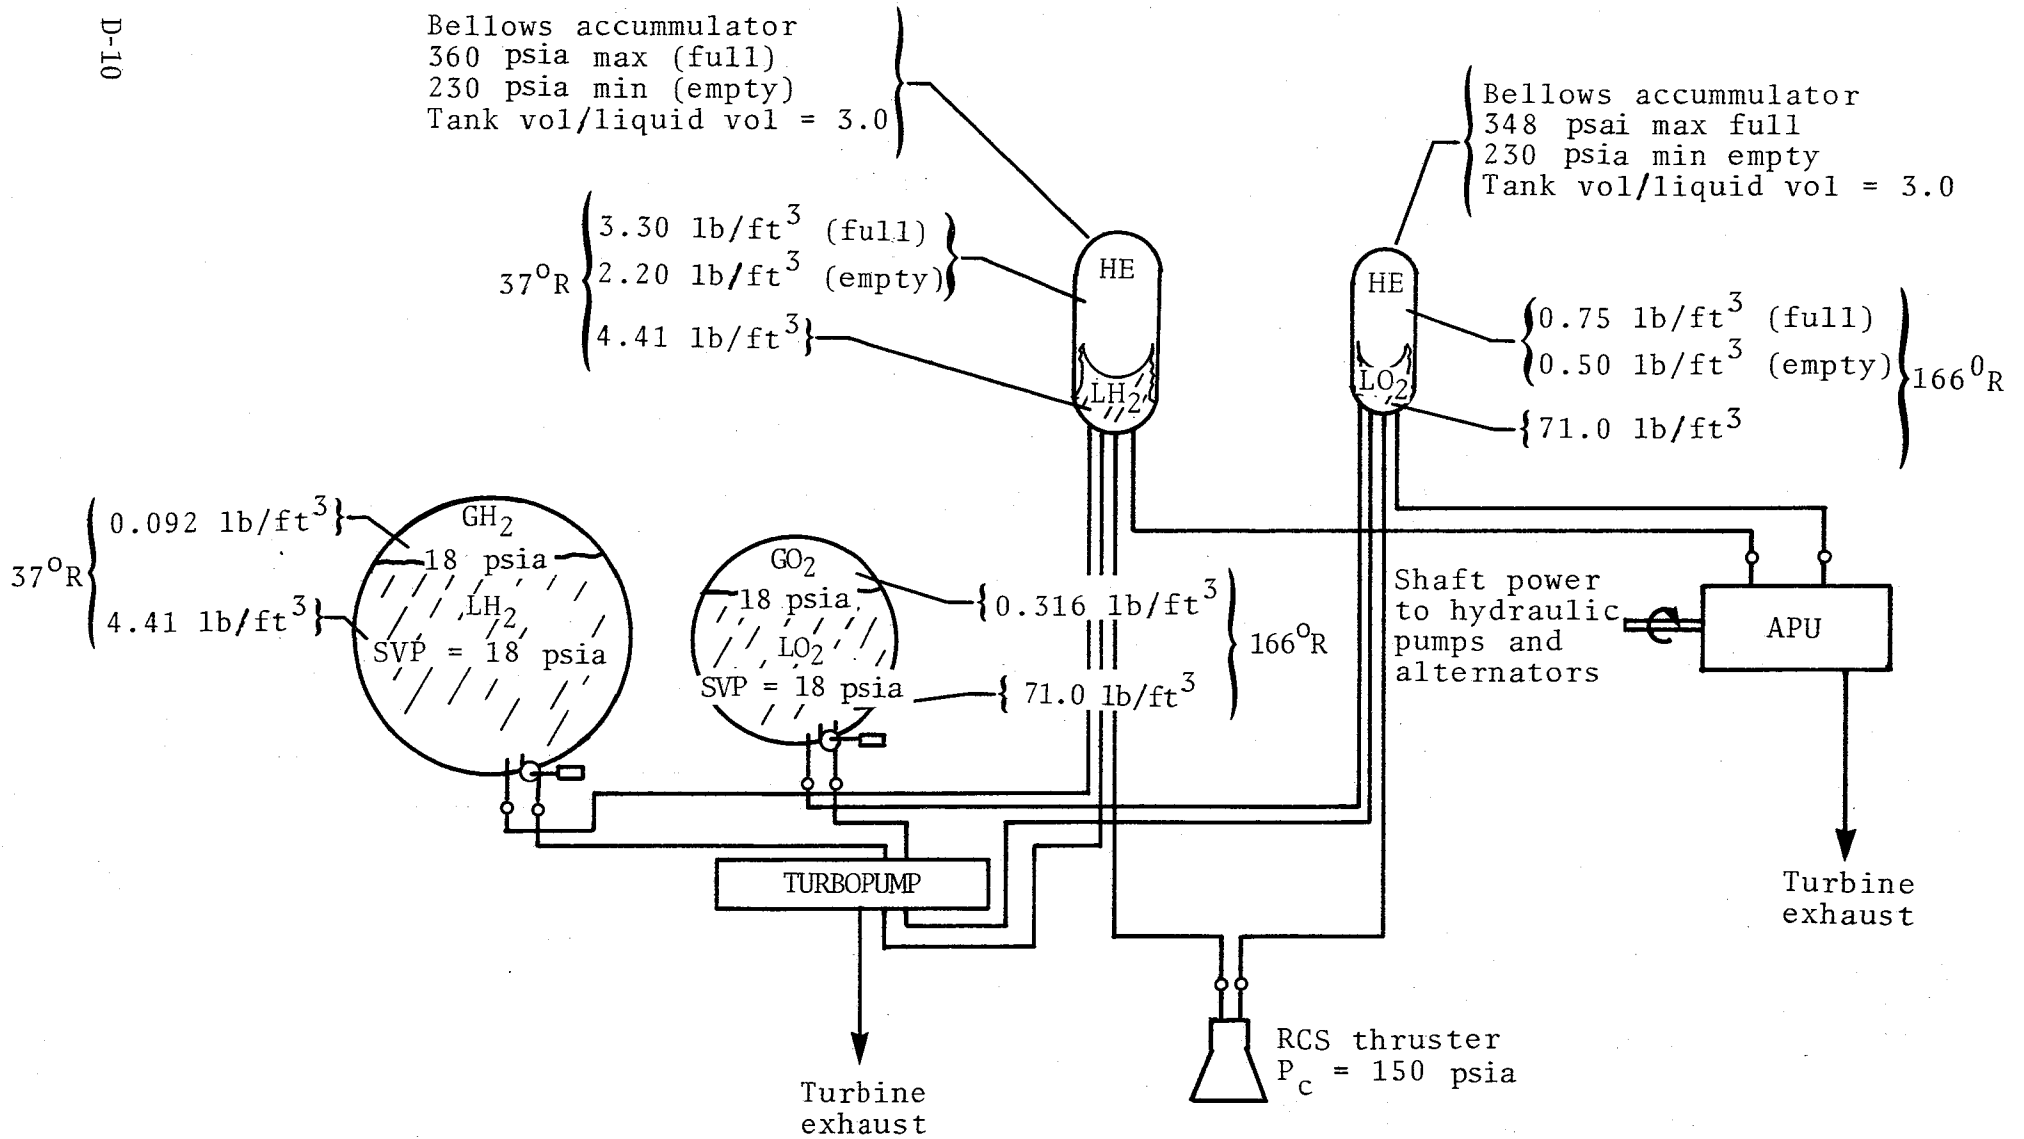 D-10
Bellows accummulator
360 psia max (full)
230 psia min (empty)
Tank vol/liquid vol = 3.0
Bellows accummulator
348 psai max full
230 psia min empty
Tank vol/liquid vol = 3.0
37°R
3.30 lb/ft³ (full)
2.20 lb/ft³ (empty)
4.41 lb/ft³
HE
LH₂
HE
LO₂
0.75 lb/ft³ (full)
0.50 lb/ft³ (empty)
71.0 lb/ft³
166°R
37°R
0.092 lb/ft³
4.41 lb/ft³
GH₂
18 psia
LH₂
SVP = 18 psia
GO₂
18 psia
LO₂
SVP = 18 psia
0.316 lb/ft³
71.0 lb/ft³
166°R
Shaft power
to hydraulic
pumps and
alternators
APU
Turbine
exhaust
TURBOPUMP
Turbine
exhaust
RCS thruster
P_c = 150 psia